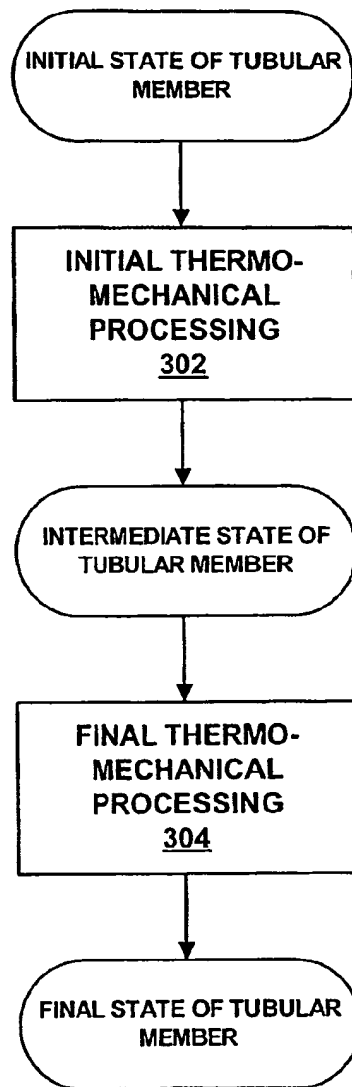 INITIAL STATE OF TUBULAR
MEMBER
INITIAL THERMO-
MECHANICAL
PROCESSING
302
INTERMEDIATE STATE OF
TUBULAR MEMBER
FINAL THERMO-
MECHANICAL
PROCESSING
304
FINAL STATE OF TUBULAR
MEMBER